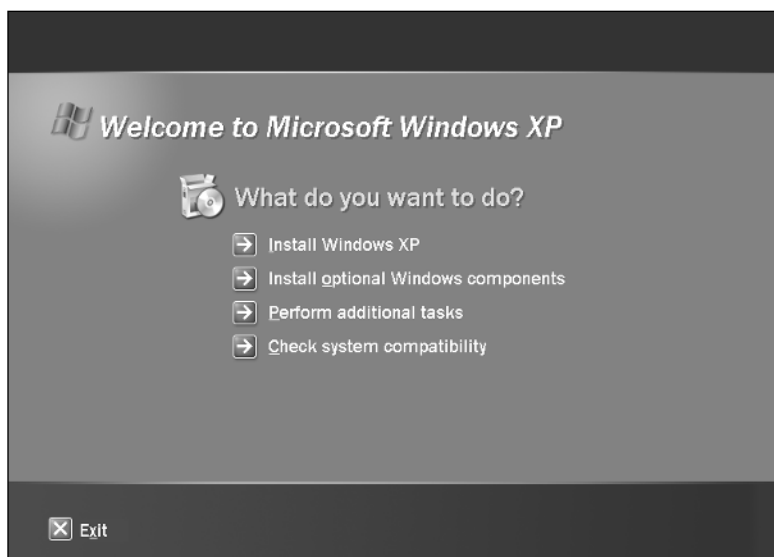 Welcome to Microsoft Windows XP
What do you want to do?
Install Windows XP
Install optional Windows components
Perform additional tasks
Check system compatibility
Exit